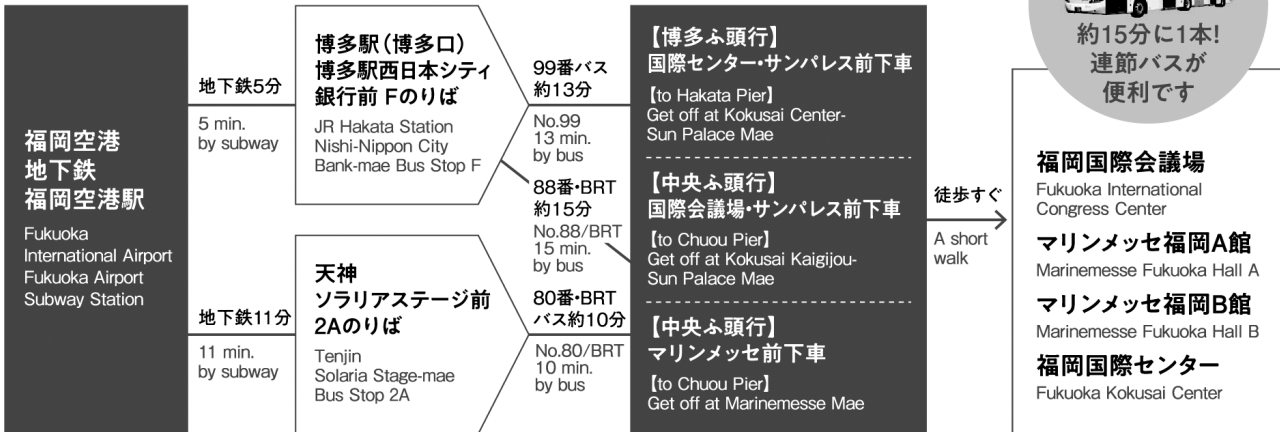 福岡空港
地下鉄
福岡空港駅
Fukuoka
International Airport
Fukuoka Airport
Subway Station
地下鉄5分
5 min.
by subway
地下鉄11分
11 min.
by subway
博多駅(博多口)
博多駅西日本シティ
銀行前 Fのりば
JR Hakata Station
Nishi-Nippon City
Bank-mae Bus Stop F
天神
ソラリアステージ前
2Aのりば
Tenjin
Solaria Stage-mae
Bus Stop 2A
99番バス
約13分
No.99
13 min.
by bus
88番・BRT
約15分
No.88/BRT
15 min.
by bus
80番・BRT
バス約10分
No.80/BRT
10 min.
by bus
【博多ふ頭行】
国際センター・サンパレス前下車
【to Hakata Pier】
Get off at Kokusai Center-
Sun Palace Mae
【中央ふ頭行】
国際会議場・サンパレス前下車
【to Chuou Pier】
Get off at Kokusai Kaigijou-
Sun Palace Mae
【中央ふ頭行】
マリンメッセ前下車
【to Chuou Pier】
Get off at Marinemesse Mae
徒歩すぐ
A short
walk
約15分に1本!
連節バスが
便利です
福岡国際会議場
Fukuoka International
Congress Center
マリンメッセ福岡A館
Marinemesse Fukuoka Hall A
マリンメッセ福岡B館
Marinemesse Fukuoka Hall B
福岡国際センター
Fukuoka Kokusai Center